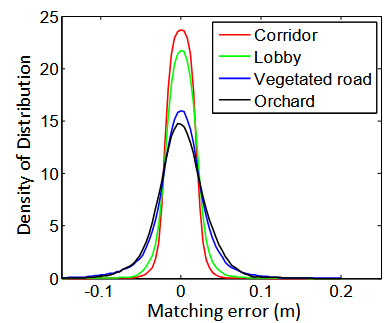 25
20
15
10
5
0
Density of Distribution
Corridor
Lobby
Vegetated road
Orchard
-0.1 0 0.1 0.2
Matching error (m)